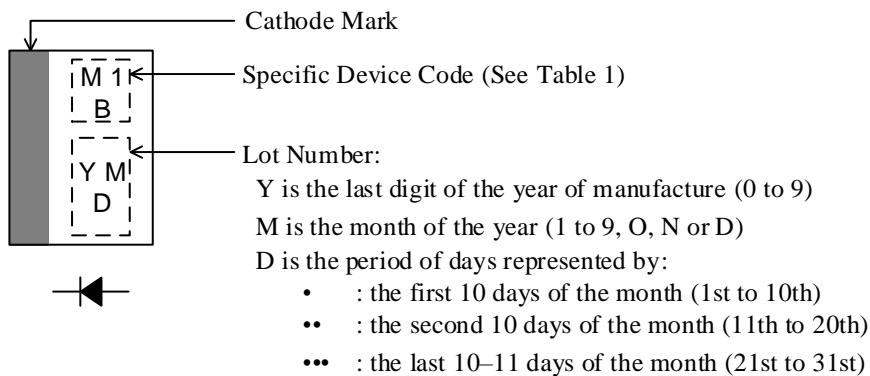 Cathode Mark
M 1
B
Specific Device Code (See Table 1)
Y M
D
Lot Number:
Y is the last digit of the year of manufacture (0 to 9)
M is the month of the year (1 to 9, O, N or D)
D is the period of days represented by:
• : the first 10 days of the month (1st to 10th)
•• : the second 10 days of the month (11th to 20th)
••• : the last 10–11 days of the month (21st to 31st)